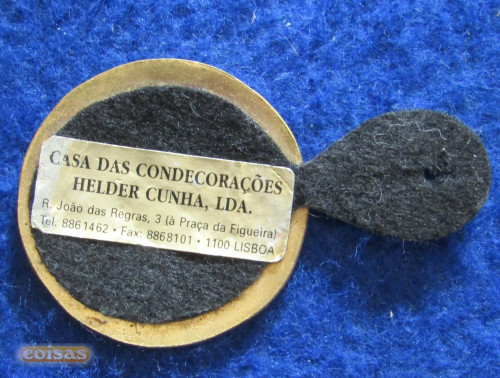 CASA DAS CONDECORAÇÕES
HELDER CUNHA, LDA.
R. João das Regras, 3 (à Praça da Figueira)
Tel. 8861462 • Fax: 8868101 • 1100 LISBOA
coisas